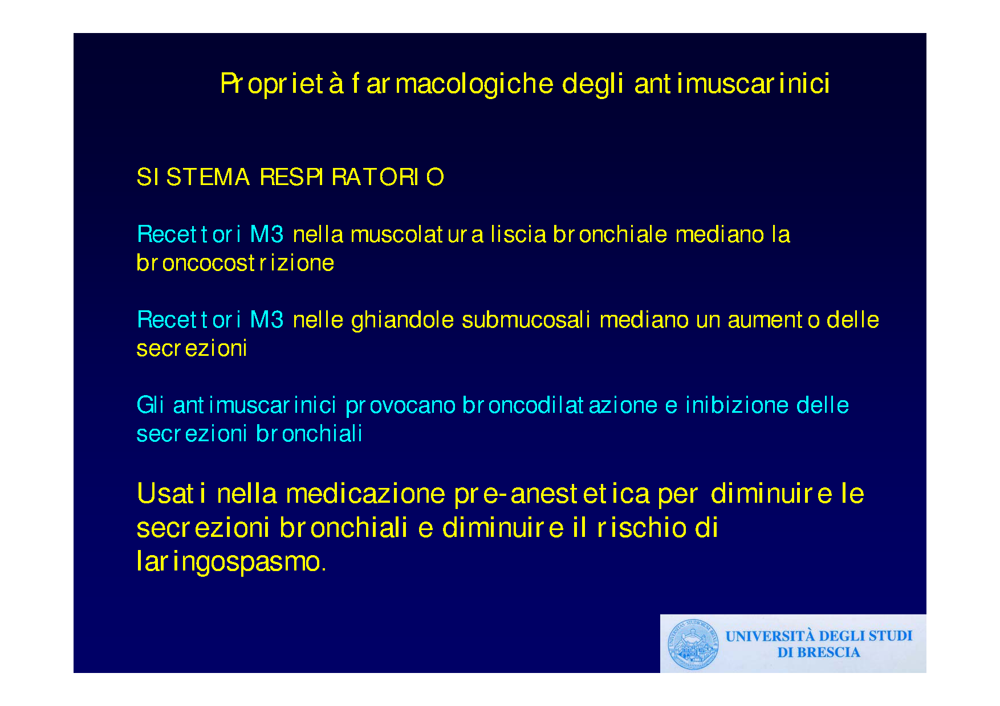 Proprietà farmacologiche degli antimuscarinici
SISTEMA RESPIRATORIO
Recettori M3 nella muscolatura liscia bronchiale mediano la
broncocostrizione
Recettori M3 nelle ghiandole submucosali mediano un aumento delle
secrezioni
Gli antimuscarinici provocano broncodilatazione e inibizione delle
secrezioni bronchiali
Usati nella medicazione pre-anestetica per diminuire le
secrezioni bronchiali e diminuire il rischio di
laringospasmo.
UNIVERSITÀ DEGLI STUDI
DI BRESCIA